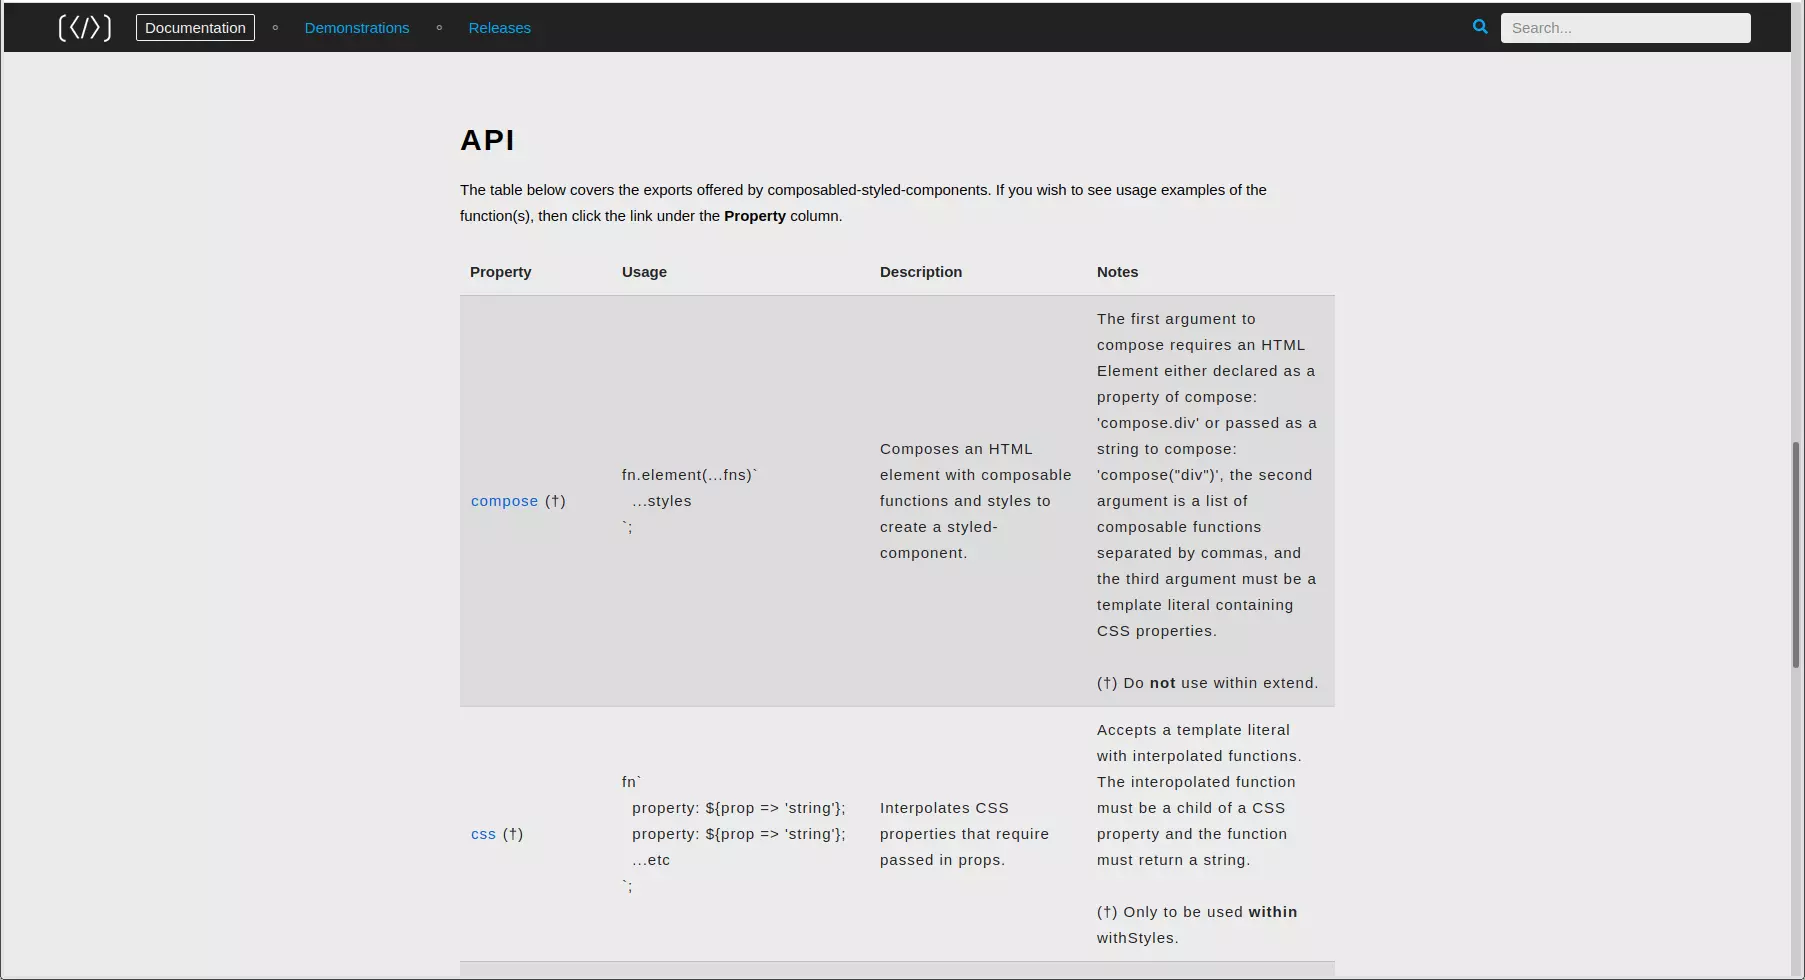 Documentation ∘ Demonstrations ∘ Releases Search...
API
The table below covers the exports offered by composabled-styled-components. If you wish to see usage examples of the
function(s), then click the link under the Property column.
Property Usage Description Notes
compose (†)
fn.element(...fns)`
...styles
`;
Composes an HTML
element with composable
functions and styles to
create a styled-
component.
The first argument to
compose requires an HTML
Element either declared as a
property of compose:
'compose.div' or passed as a
string to compose:
'compose("div")', the second
argument is a list of
composable functions
separated by commas, and
the third argument must be a
template literal containing
CSS properties.
(†) Do not use within extend.
css (†)
fn`
property: ${prop => 'string'};
property: ${prop => 'string'};
...etc
`;
Interpolates CSS
properties that require
passed in props.
Accepts a template literal
with interpolated functions.
The interopolated function
must be a child of a CSS
property and the function
must return a string.
(†) Only to be used within
withStyles.